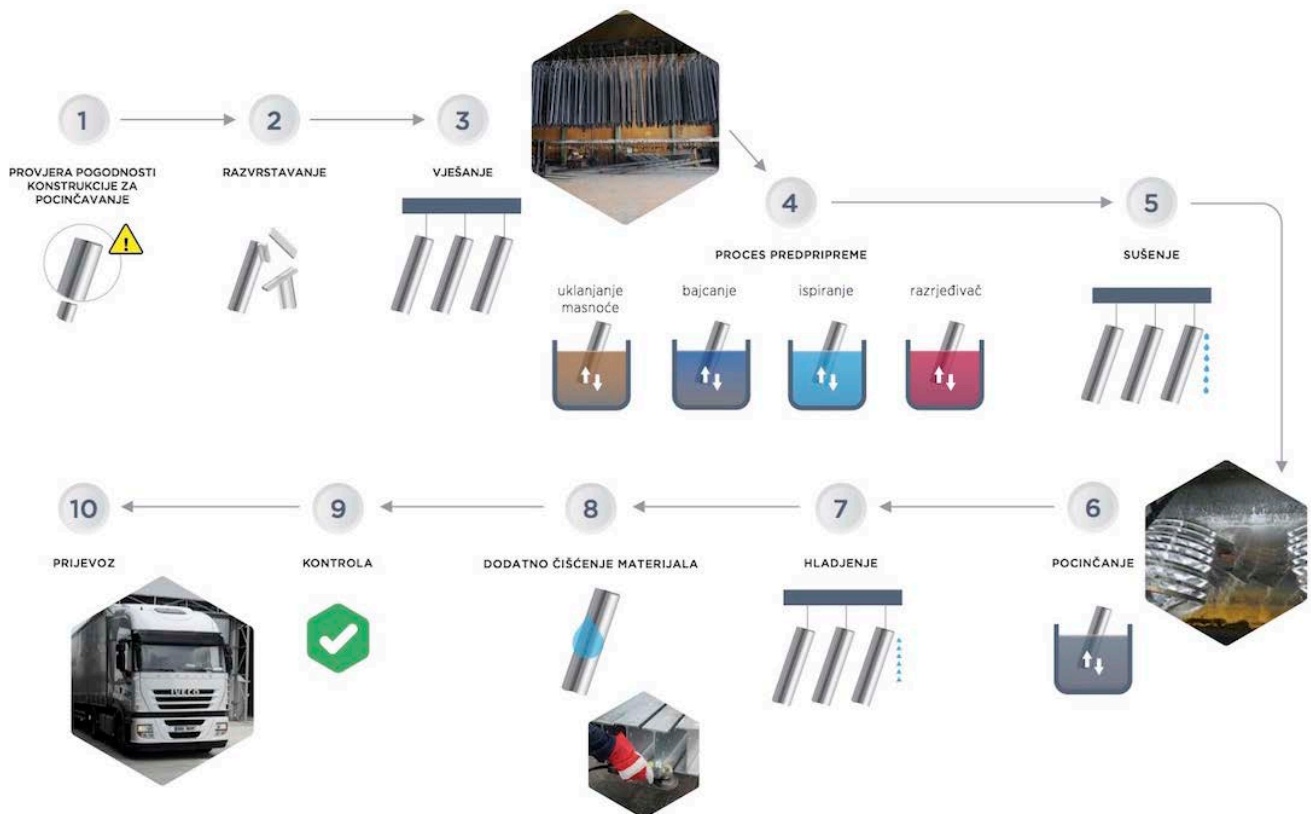 1
PROVJERA POGODNOSTI
KONSTRUKCIJE ZA
POCINČAVANJE
2
RAZVRSTAVANJE
3
VJEŠANJE
4
PROCES PREDPRIPREME
uklanjanje
masnoće
bajcanje
ispiranje
razrjeđivač
5
SUŠENJE
6
POCINČANJE
7
HLADJENJE
8
DODATNO ČIŠĆENJE MATERIJALA
9
KONTROLA
10
PRIJEVOZ
IVECO